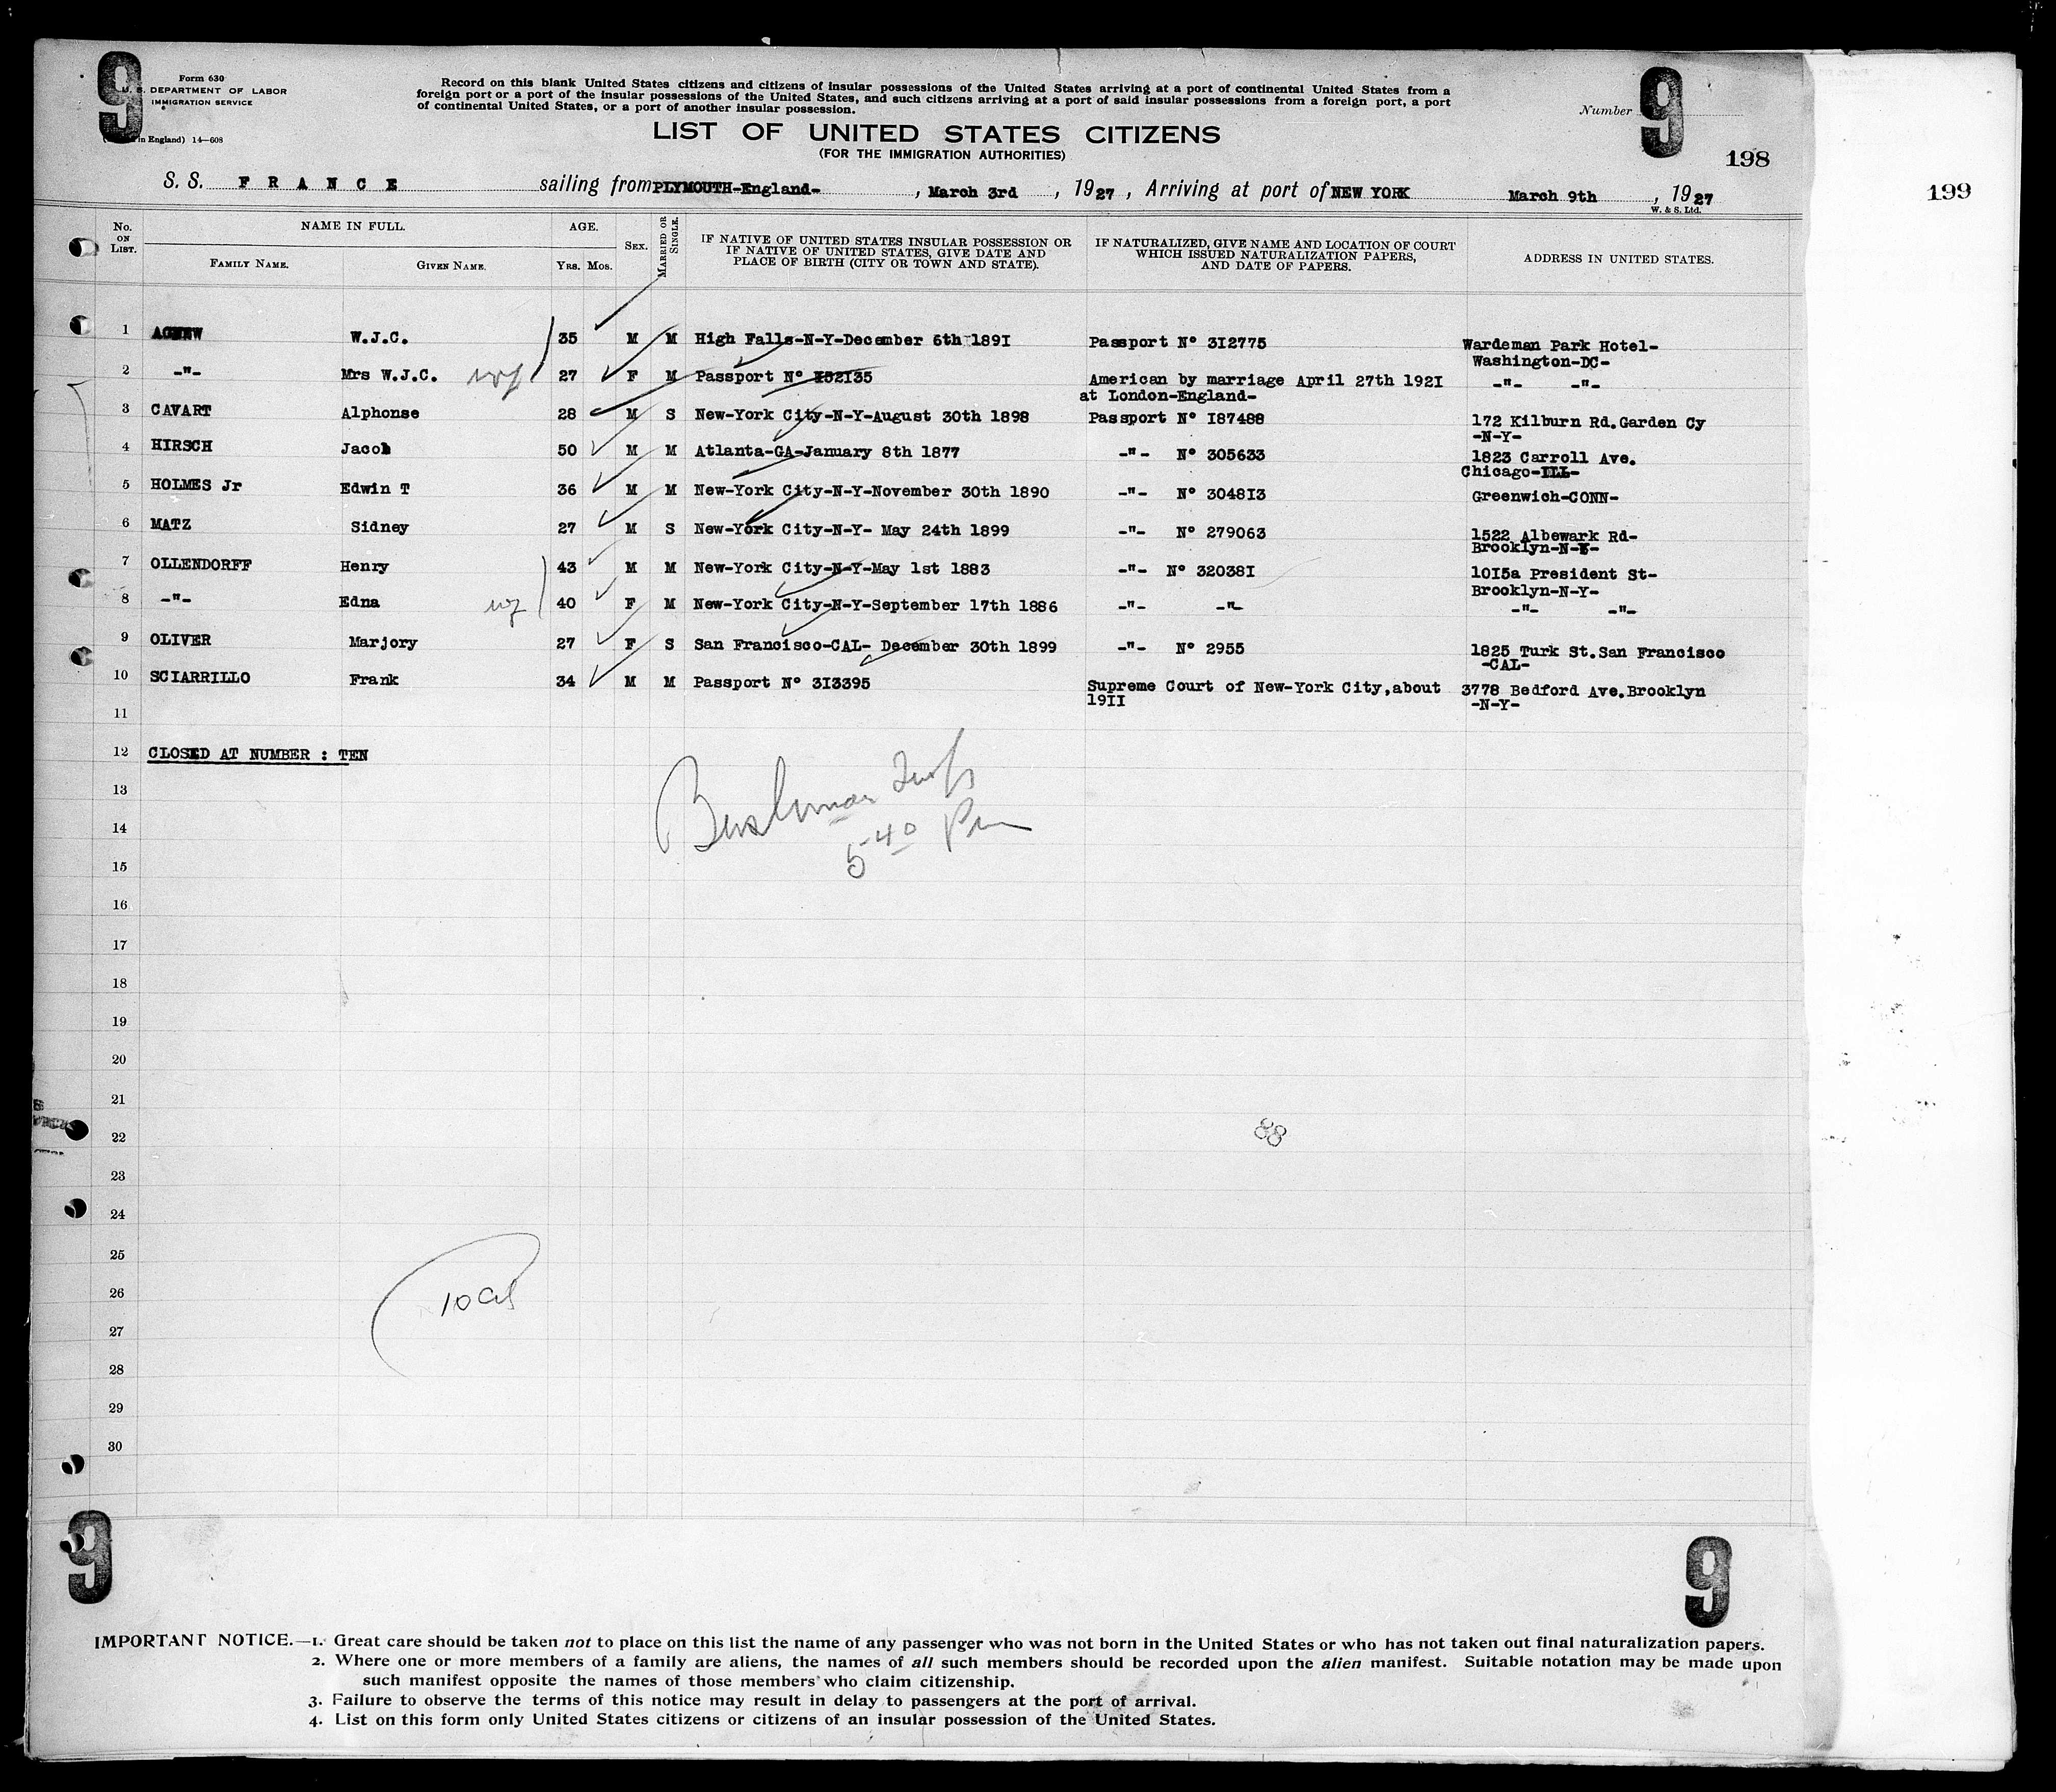 9
Form 630
U. S. DEPARTMENT OF LABOR
IMMIGRATION SERVICE
in England) 14—608
Record on this blank United States citizens and citizens of insular possessions of the United States arriving at a port of continental United States from a
foreign port or a port of the insular possessions of the United States, and such citizens arriving at a port of said insular possessions from a foreign port, a port
of continental United States, or a port of another insular possession.
Number 9
LIST OF UNITED STATES CITIZENS
(FOR THE IMMIGRATION AUTHORITIES)
198
199
S. S. F R A N C E sailing from PLYMOUTH-England- , March 3rd , 1927 , Arriving at port of NEW YORK March 9th , 1927
W. & S. Ltd.
No. ON LIST. NAME IN FULL. AGE. SEX. MARRIED OR SINGLE. IF NATIVE OF UNITED STATES INSULAR POSSESSION OR IF NATIVE OF UNITED STATES, GIVE DATE AND PLACE OF BIRTH (CITY OR TOWN AND STATE). IF NATURALIZED, GIVE NAME AND LOCATION OF COURT WHICH ISSUED NATURALIZATION PAPERS, AND DATE OF PAPERS. ADDRESS IN UNITED STATES.
FAMILY NAME. GIVEN NAME. YRS. MOS.
1 AGNEW W.J.C. 35 M M High Falls-N-Y-December 6th 1891 Passport N° 3I2775 Wardeman Park Hotel-
Washington-DC-
2 -"- Mrs W.J.C. wf 27 F M Passport N° I52I35 American by marriage April 27th 192I -"- -"-
at London-England-
3 CAVART Alphonse 28 M S New-York City-N-Y-August 30th 1898 Passport N° I87488 172 Kilburn Rd.Garden Cy
-N-Y-
4 HIRSCH Jacob 50 M M Atlanta-GA-January 8th 1877 -"- N° 305633 1823 Carroll Ave.
Chicago-ILL-
5 HOLMES Jr Edwin T 36 M M New-York City-N-Y-November 30th 1890 -"- N° 3048I3 Greenwich-CONN-
6 MATZ Sidney 27 M S New-York City-N-Y- May 24th 1899 -"- N° 279063 1522 Albewark Rd-
Brooklyn-N-Y-
7 OLLENDORFF Henry 43 M M New-York City-N-Y-May 1st 1883 -"- N° 32038I 10I5a President St-
Brooklyn-N-Y-
8 -"- Edna wf 40 F M New-York City-N-Y-September 17th 1886 -"- -"- -"- -"-
9 OLIVER Marjory 27 F S San Francisco-CAL- December 30th 1899 -"- N° 2955 1825 Turk St.San Francisco
-CAL-
10 SCIARRILLO Frank 34 M M Passport N° 3I3395 Supreme Court of New-York City,about 3778 Bedford Ave.Brooklyn
19II -N-Y-
11
12 CLOSED AT NUMBER : TEN
13
14
5 40 Pm
15
16
17
18
19
20
21
22
23
24
25
26
27
28
29
30
9 9
IMPORTANT NOTICE.—1. Great care should be taken not to place on this list the name of any passenger who was not born in the United States or who has not taken out final naturalization papers.
2. Where one or more members of a family are aliens, the names of all such members should be recorded upon the alien manifest. Suitable notation may be made upon
such manifest opposite the names of those members who claim citizenship.
3. Failure to observe the terms of this notice may result in delay to passengers at the port of arrival.
4. List on this form only United States citizens or citizens of an insular possession of the United States.